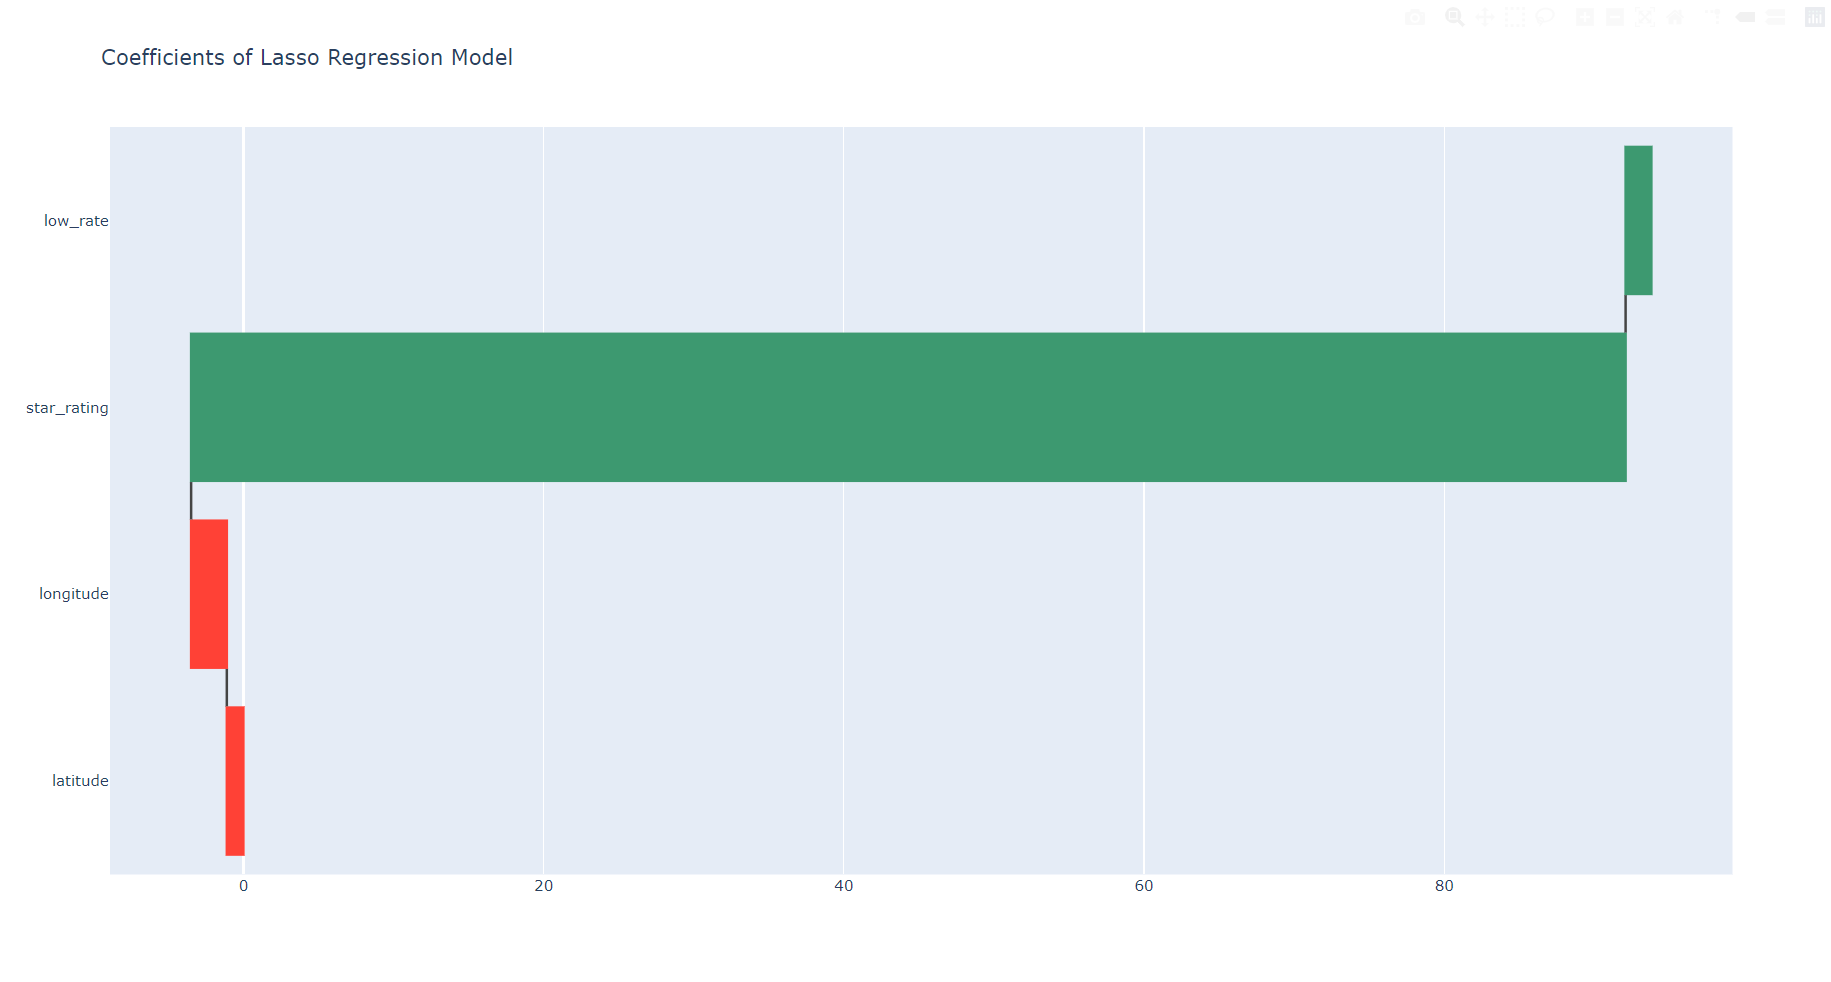 Coefficients of Lasso Regression Model
low_rate
star_rating
longitude
latitude
0 20 40 60 80